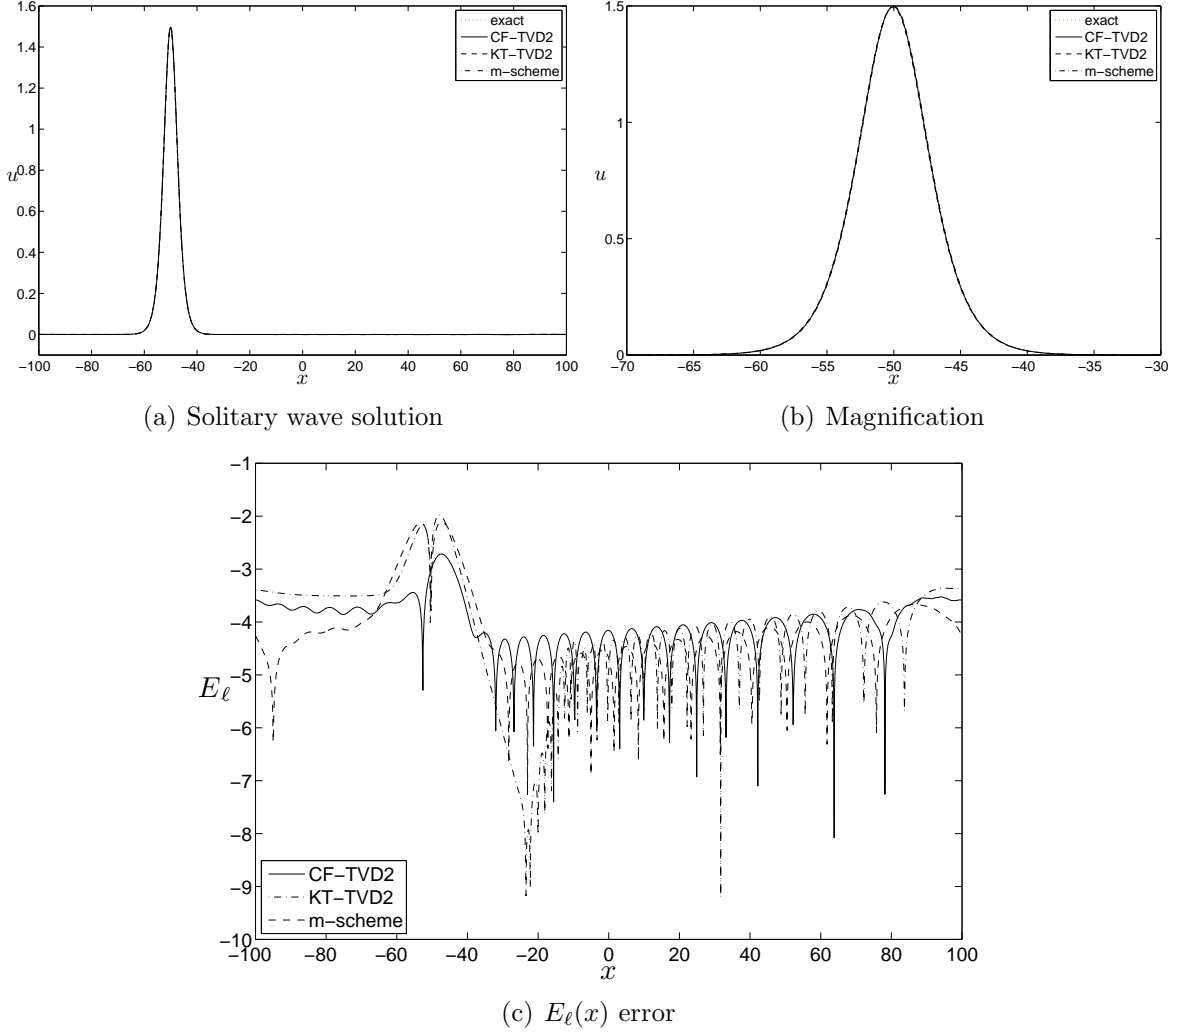 1.6
1.4
1.2
1
0.8
0.6
0.4
0.2
0
u
−100 −80 −60 −40 −20 0 20 40 60 80 100
x
exact
CF−TVD2
KT−TVD2
m−scheme
(a) Solitary wave solution
1.5
1
0.5
0
u
−70 −65 −60 −55 −50 −45 −40 −35 −30
x
exact
CF−TVD2
KT−TVD2
m−scheme
(b) Magnification
−1
−2
−3
−4
−5
−6
−7
−8
−9
−10
Eℓ
CF−TVD2
KT−TVD2
m−scheme
−100 −80 −60 −40 −20 0 20 40 60 80 100
x
(c) Eℓ(x) error